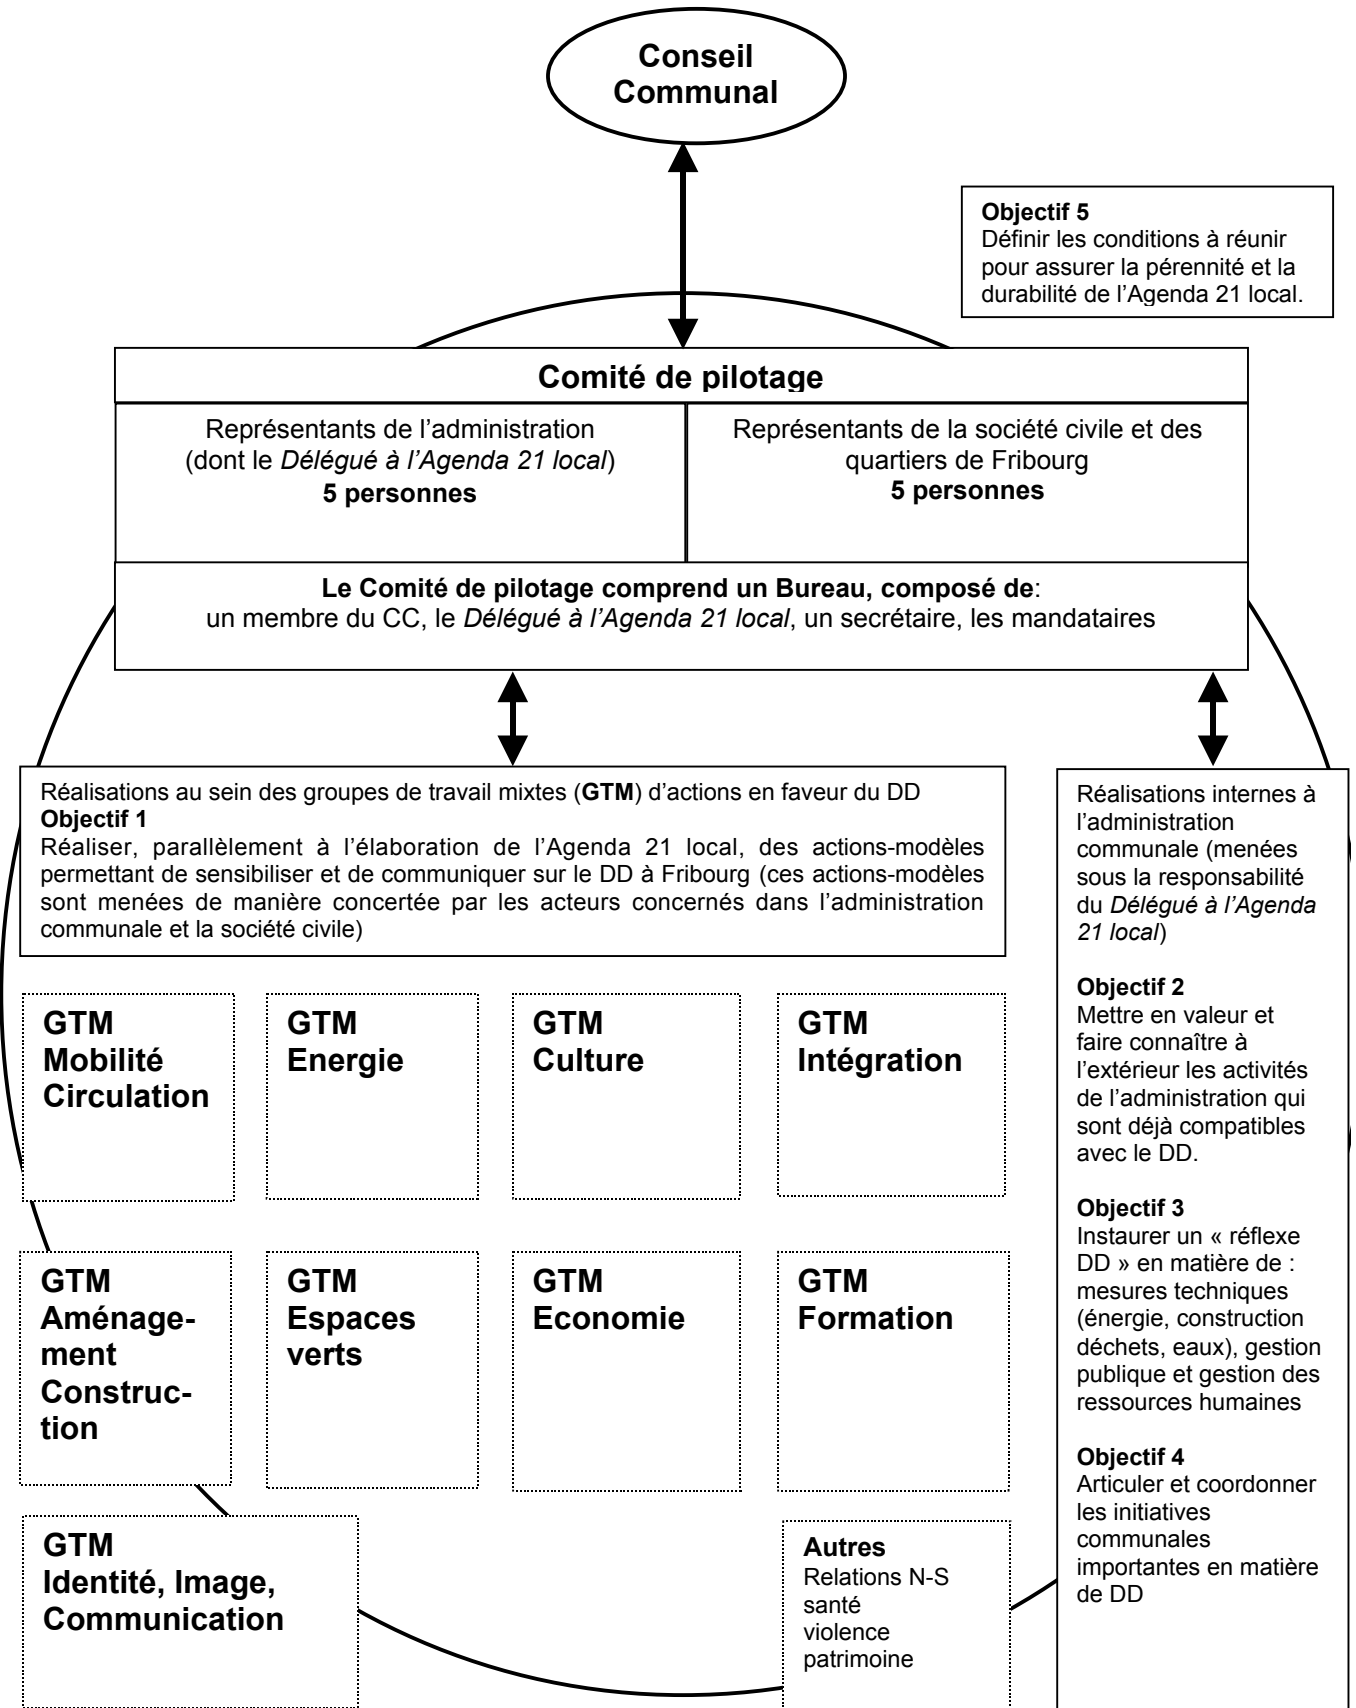 Conseil
Communal
Objectif 5
Définir les conditions à réunir
pour assurer la pérennité et la
durabilité de l’Agenda 21 local.
Comité de pilotage
Représentants de l’administration
(dont le Délégué à l’Agenda 21 local)
5 personnes
Représentants de la société civile et des
quartiers de Fribourg
5 personnes
Le Comité de pilotage comprend un Bureau, composé de:
un membre du CC, le Délégué à l’Agenda 21 local, un secrétaire, les mandataires
Réalisations au sein des groupes de travail mixtes (GTM) d’actions en faveur du DD
Objectif 1
Réaliser, parallèlement à l’élaboration de l’Agenda 21 local, des actions-modèles
permettant de sensibiliser et de communiquer sur le DD à Fribourg (ces actions-modèles
sont menées de manière concertée par les acteurs concernés dans l’administration
communale et la société civile)
Réalisations internes à
l’administration
communale (menées
sous la responsabilité
du Délégué à l’Agenda
21 local)
Objectif 2
Mettre en valeur et
faire connaître à
l’extérieur les activités
de l’administration qui
sont déjà compatibles
avec le DD.
Objectif 3
Instaurer un « réflexe
DD » en matière de :
mesures techniques
(énergie, construction
déchets, eaux), gestion
publique et gestion des
ressources humaines
Objectif 4
Articuler et coordonner
les initiatives
communales
importantes en matière
de DD
GTM
Mobilité
Circulation
GTM
Energie
GTM
Culture
GTM
Intégration
GTM
Aménage-
ment
Construc-
tion
GTM
Espaces
verts
GTM
Economie
GTM
Formation
GTM
Identité, Image,
Communication
Autres
Relations N-S
santé
violence
patrimoine